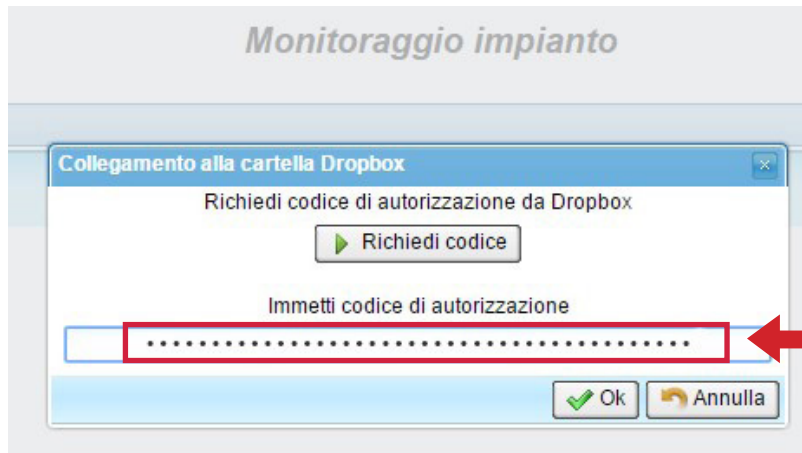 Monitoraggio impianto
Collegamento alla cartella Dropbox
Richiedi codice di autorizzazione da Dropbox
Richiedi codice
Immetti codice di autorizzazione
Ok Annulla